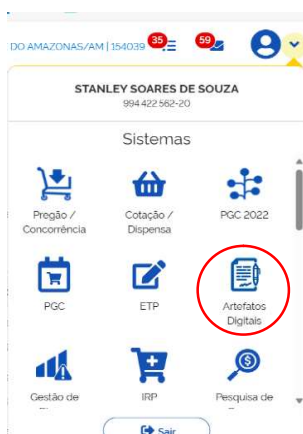 DO AMAZONAS/AM | 154039 35 59
STANLEY SOARES DE SOUZA
994 422 562-20
Sistemas
Pregão / Concorrência
Cotação / Dispensa
PGC 2022
PGC
ETP
Artefatos Digitais
Gestão de
IRP
Pesquisa de
Sair